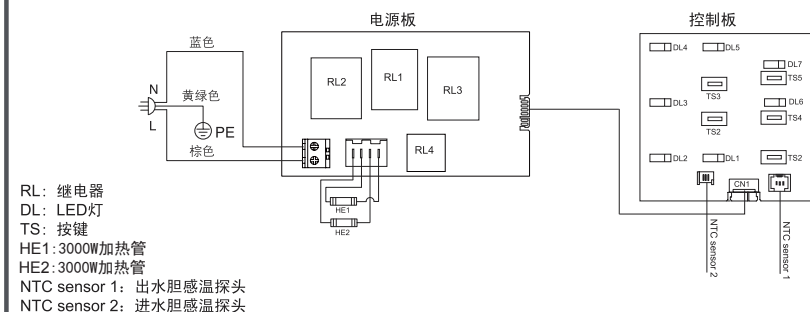 电源板
控制板
蓝色
N
黄绿色
PE
L
棕色
RL2
RL1
RL3
RL4
HE1
HE2
DL4
DL5
DL7
TS5
TS3
DL3
DL6
TS4
TS2
DL2
DL1
TS2
CN1
NTC sensor 2
NTC sensor 1
RL：继电器
DL：LED灯
TS：按键
HE1:3000W加热管
HE2:3000W加热管
NTC sensor 1：出水胆感温探头
NTC sensor 2：进水胆感温探头